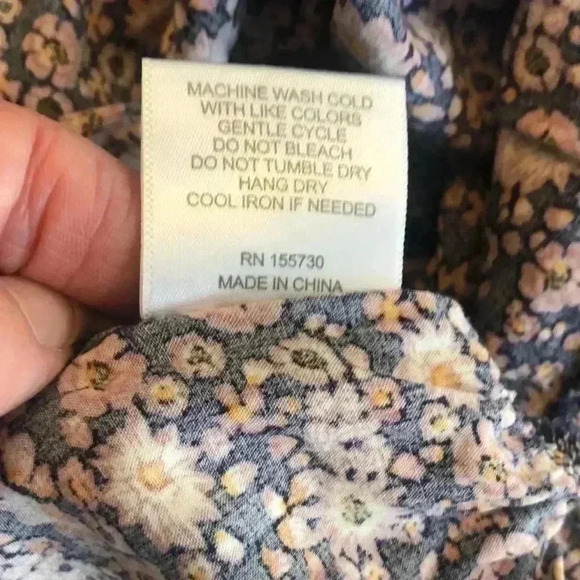 MACHINE WASH COLD
WITH LIKE COLORS
GENTLE CYCLE
DO NOT BLEACH
DO NOT TUMBLE DRY
HANG DRY
COOL IRON IF NEEDED
RN 155730
MADE IN CHINA